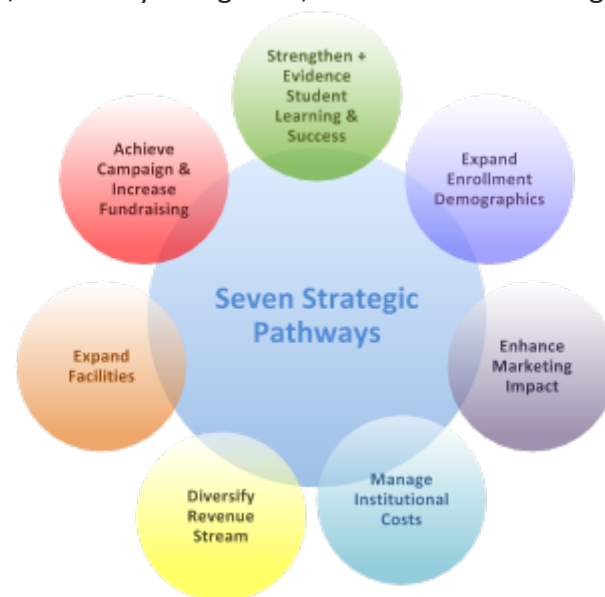 Strengthen +
Evidence
Student
Learning &
Success
Expand
Enrollment
Demographics
Enhance
Marketing
Impact
Manage
Institutional
Costs
Diversify
Revenue
Stream
Expand
Facilities
Achieve
Campaign &
Increase
Fundraising
Seven Strategic
Pathways